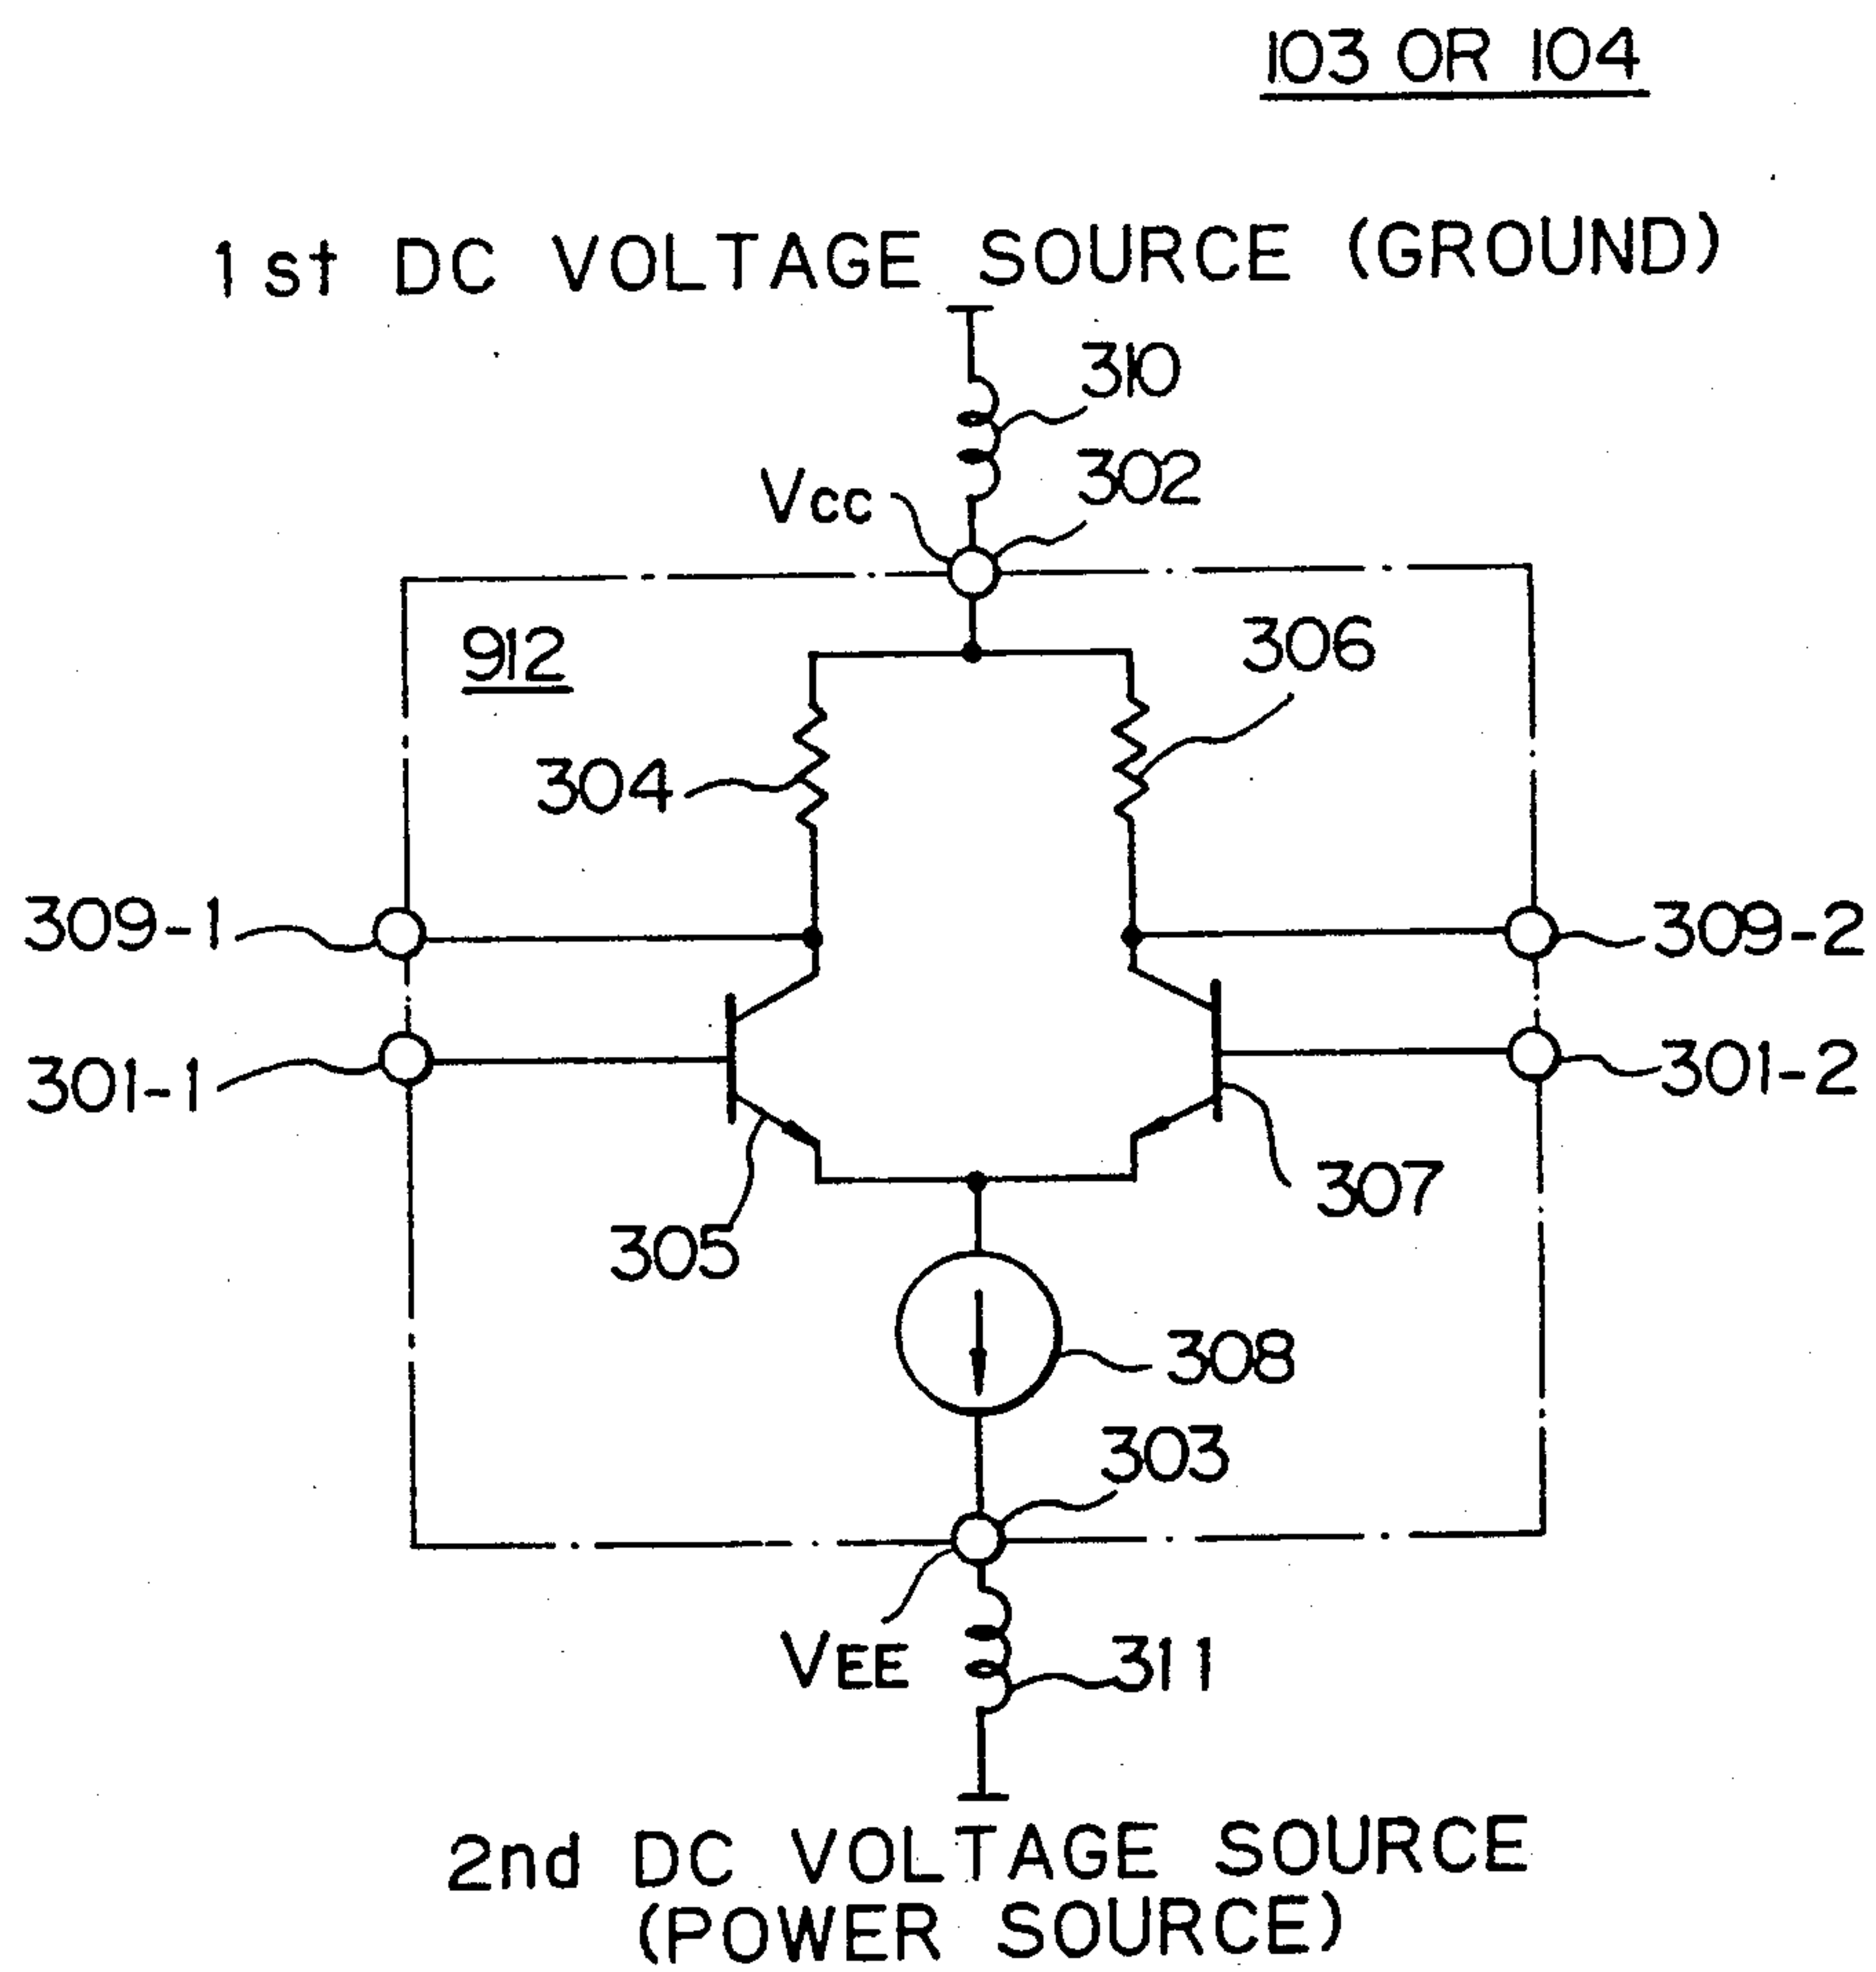 103 OR 104
1st DC VOLTAGE SOURCE (GROUND)
310
302
Vcc
912
306
304
309-1
309-2
301-1
301-2
307
305
308
303
VEE
311
2nd DC VOLTAGE SOURCE
(POWER SOURCE)